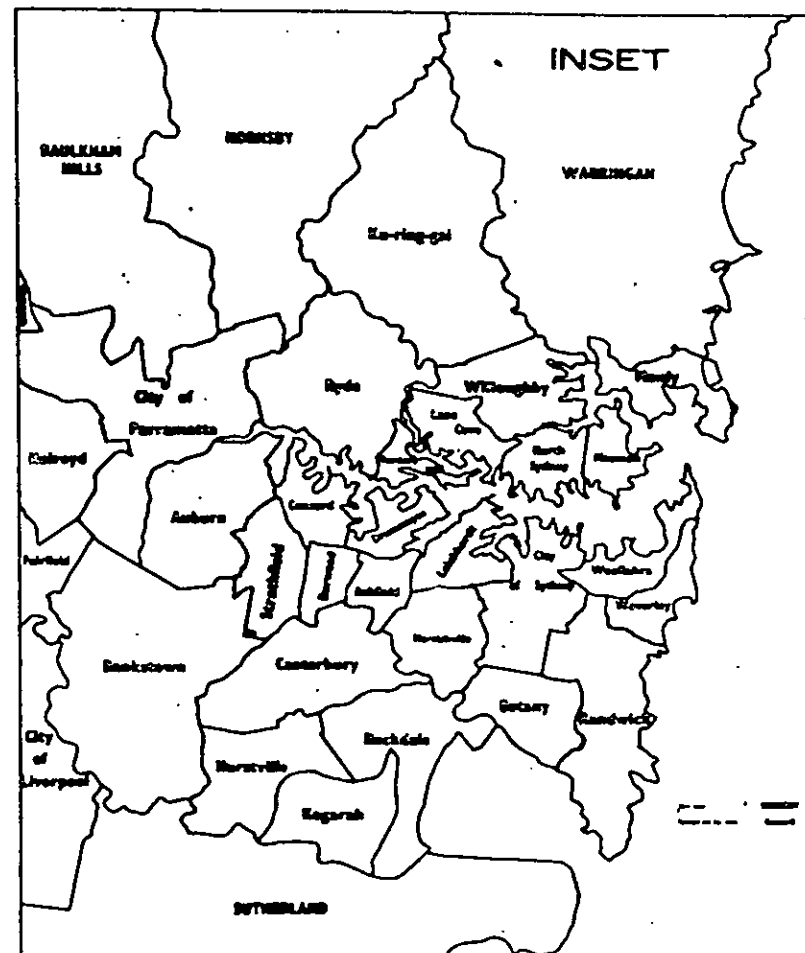 INSET
BAULKHAM
HILLS
HORNSBY
WARRINGAH
Ku-ring-gai
Ryde
Willoughby
Manly
City of
Parramatta
Lane
Cove
North
Sydney
Mosman
Holroyd
Auburn
Concord
Strathfield
Burwood
Ashfield
Leichhardt
City
of Sydney
Woollahra
Waverley
Fairfield
Bankstown
Canterbury
Marrickville
Botany
Randwick
City
of
Liverpool
Hurstville
Rockdale
Kogarah
SUTHERLAND